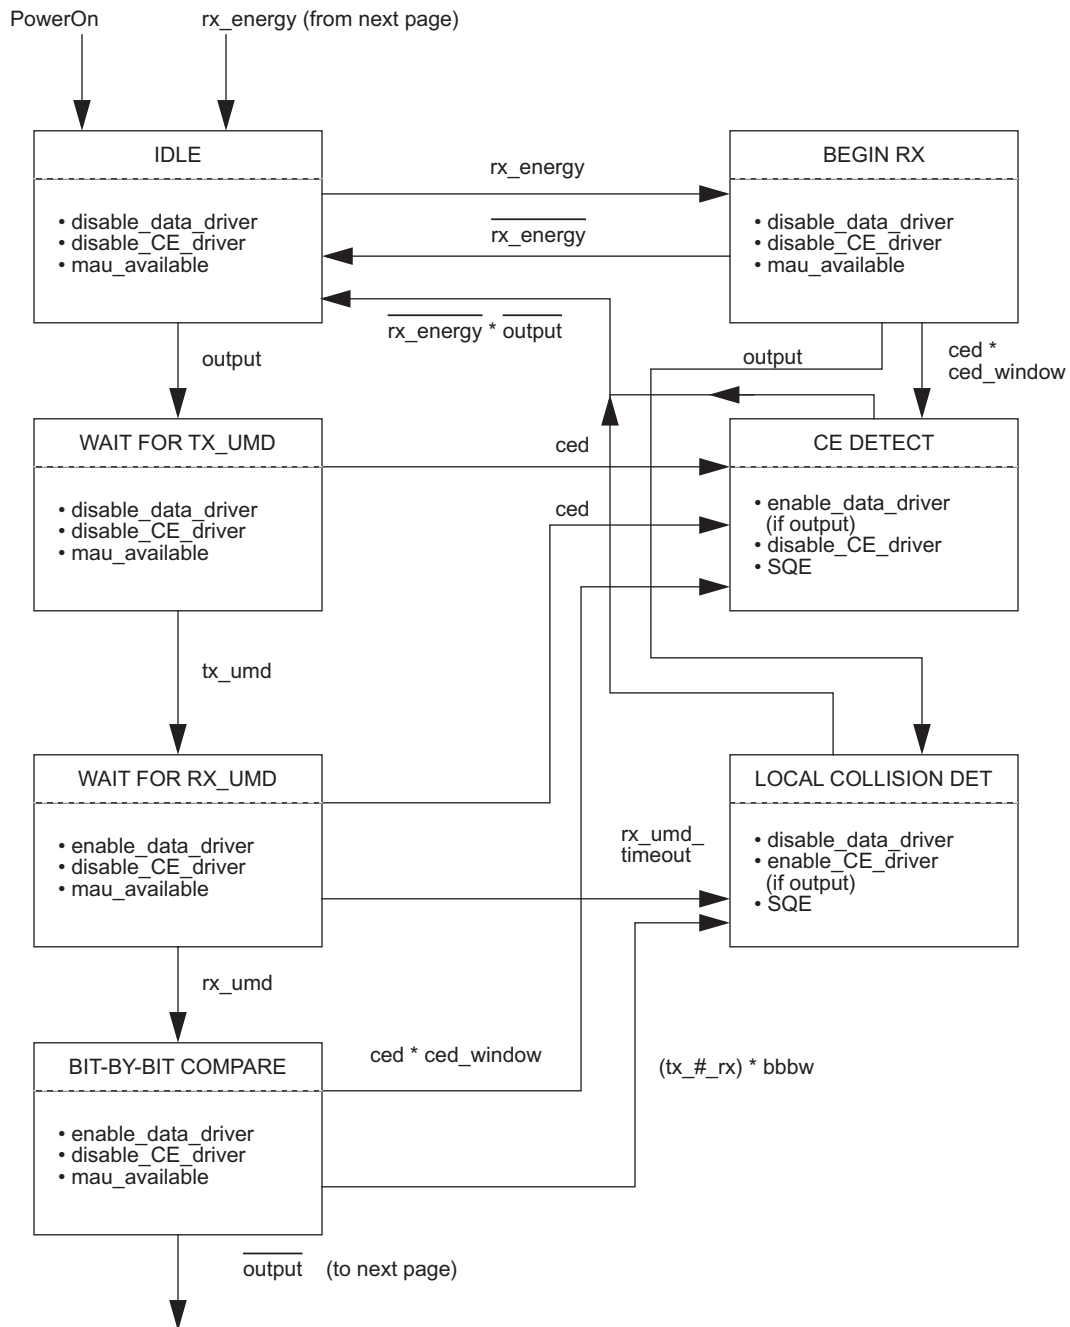 PowerOn
rx_energy (from next page)
IDLE
• disable_data_driver
• disable_CE_driver
• mau_available
rx_energy
rx_energy
rx_energy * output
BEGIN RX
• disable_data_driver
• disable_CE_driver
• mau_available
output
output
ced *
ced_window
WAIT FOR TX_UMD
• disable_data_driver
• disable_CE_driver
• mau_available
ced
ced
CE DETECT
• enable_data_driver
(if output)
• disable_CE_driver
• SQE
tx_umd
WAIT FOR RX_UMD
• enable_data_driver
• disable_CE_driver
• mau_available
rx_umd_
timeout
LOCAL COLLISION DET
• disable_data_driver
• enable_CE_driver
(if output)
• SQE
rx_umd
BIT-BY-BIT COMPARE
• enable_data_driver
• disable_CE_driver
• mau_available
ced * ced_window
(tx_#_rx) * bbbw
output (to next page)